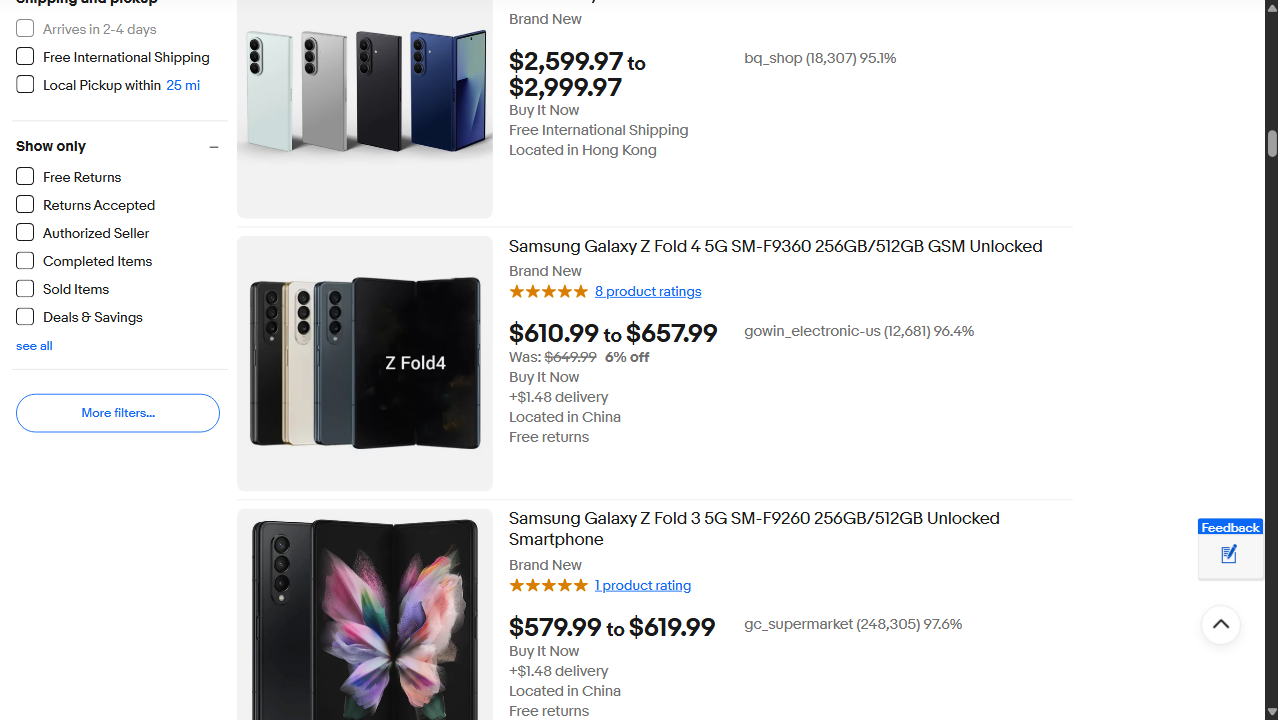 Arrives in 2-4 days
Free International Shipping
Local Pickup within 25 mi
Show only
Free Returns
Returns Accepted
Authorized Seller
Completed Items
Sold Items
Deals & Savings
see all
More filters...
Brand New
$2,599.97 to
$2,999.97
Buy It Now
Free International Shipping
Located in Hong Kong
bq_shop (18,307) 95.1%
Z Fold4
Samsung Galaxy Z Fold 4 5G SM-F9360 256GB/512GB GSM Unlocked
Brand New
8 product ratings
$610.99 to $657.99
Was: $649.99 6% off
Buy It Now
+$1.48 delivery
Located in China
Free returns
gowin_electronic-us (12,681) 96.4%
Samsung Galaxy Z Fold 3 5G SM-F9260 256GB/512GB Unlocked
Smartphone
Brand New
1 product rating
$579.99 to $619.99
Buy It Now
+$1.48 delivery
Located in China
Free returns
gc_supermarket (248,305) 97.6%
Feedback